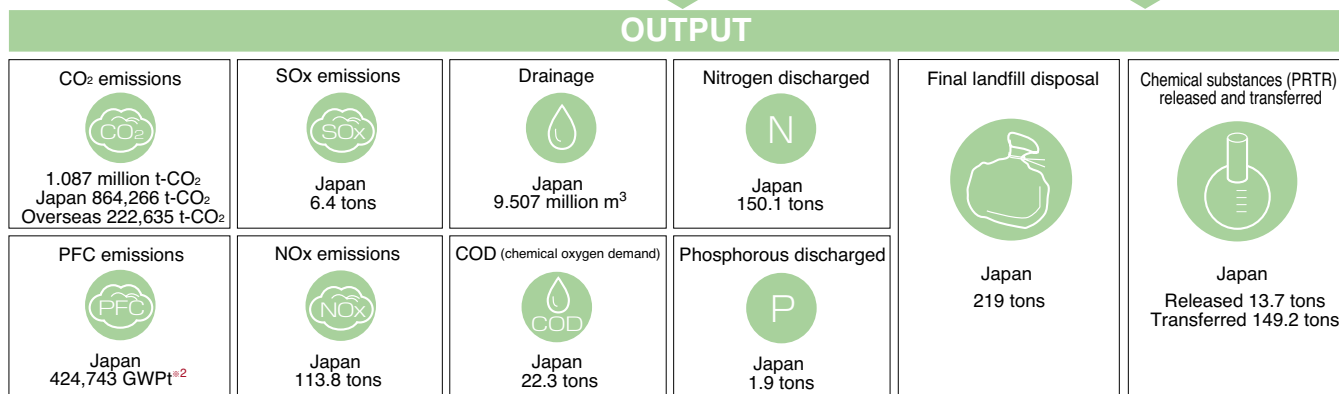 OUTPUT
CO₂ emissions
CO₂
1.087 million t-CO₂
Japan 864,266 t-CO₂
Overseas 222,635 t-CO₂
SOx emissions
SOx
Japan
6.4 tons
Drainage
Japan
9.507 million m³
Nitrogen discharged
N
Japan
150.1 tons
Final landfill disposal
Japan
219 tons
Chemical substances (PRTR)
released and transferred
Japan
Released 13.7 tons
Transferred 149.2 tons
PFC emissions
PFC
Japan
424,743 GWPt※2
NOx emissions
NOx
Japan
113.8 tons
COD (chemical oxygen demand)
COD
Japan
22.3 tons
Phosphorous discharged
P
Japan
1.9 tons